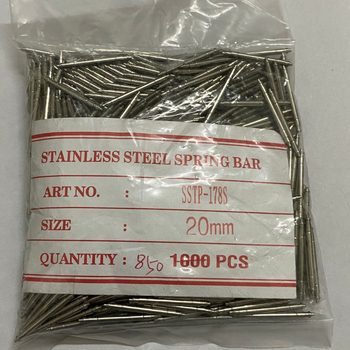 STAINLESS STEEL SPRING BAR
ART NO. : SSTP-178S
SIZE : 20mm
QUANTITY : 850 1000 PCS